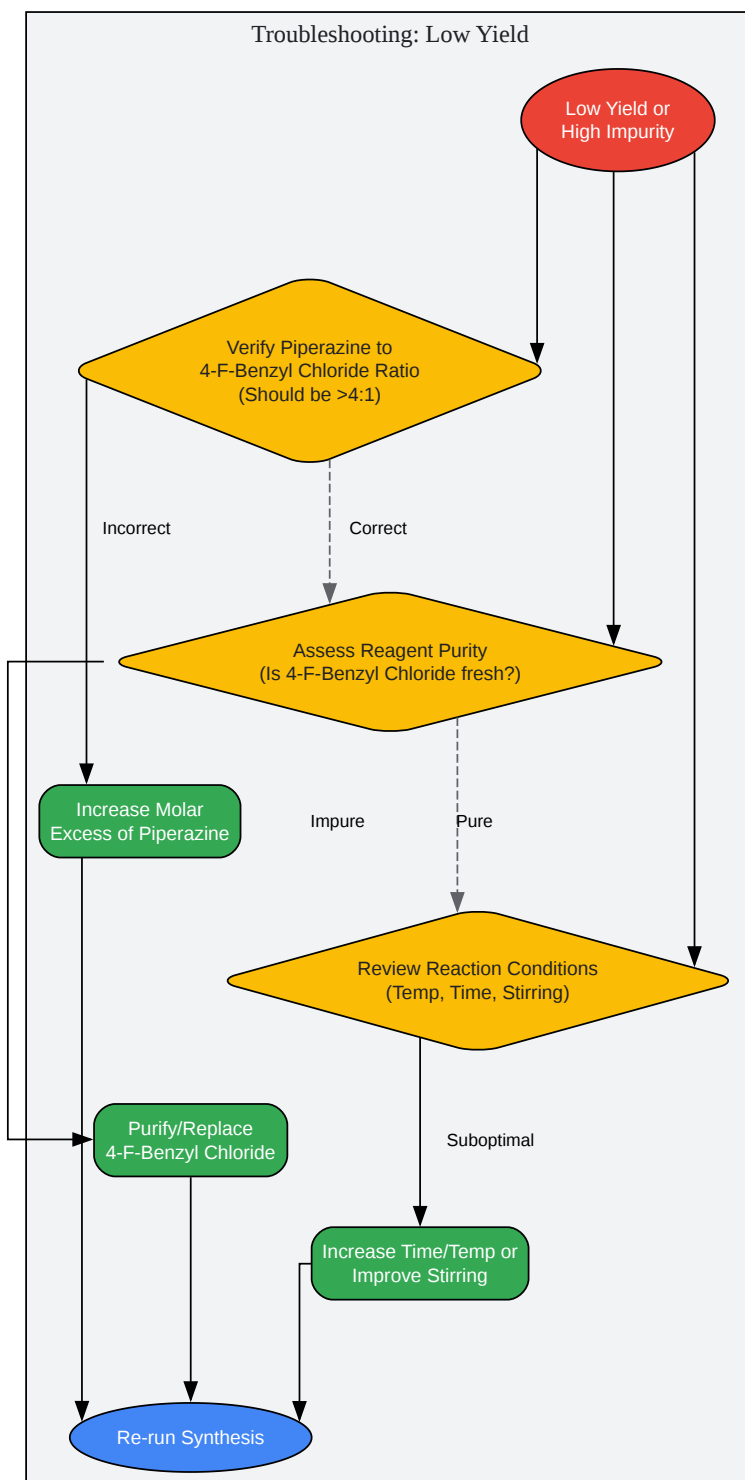 Troubleshooting: Low Yield
Low Yield or
High Impurity
Verify Piperazine to
4-F-Benzyl Chloride Ratio
(Should be >4:1)
Incorrect
Correct
Assess Reagent Purity
(Is 4-F-Benzyl Chloride fresh?)
Increase Molar
Excess of Piperazine
Impure
Pure
Review Reaction Conditions
(Temp, Time, Stirring)
Purify/Replace
4-F-Benzyl Chloride
Suboptimal
Increase Time/Temp or
Improve Stirring
Re-run Synthesis